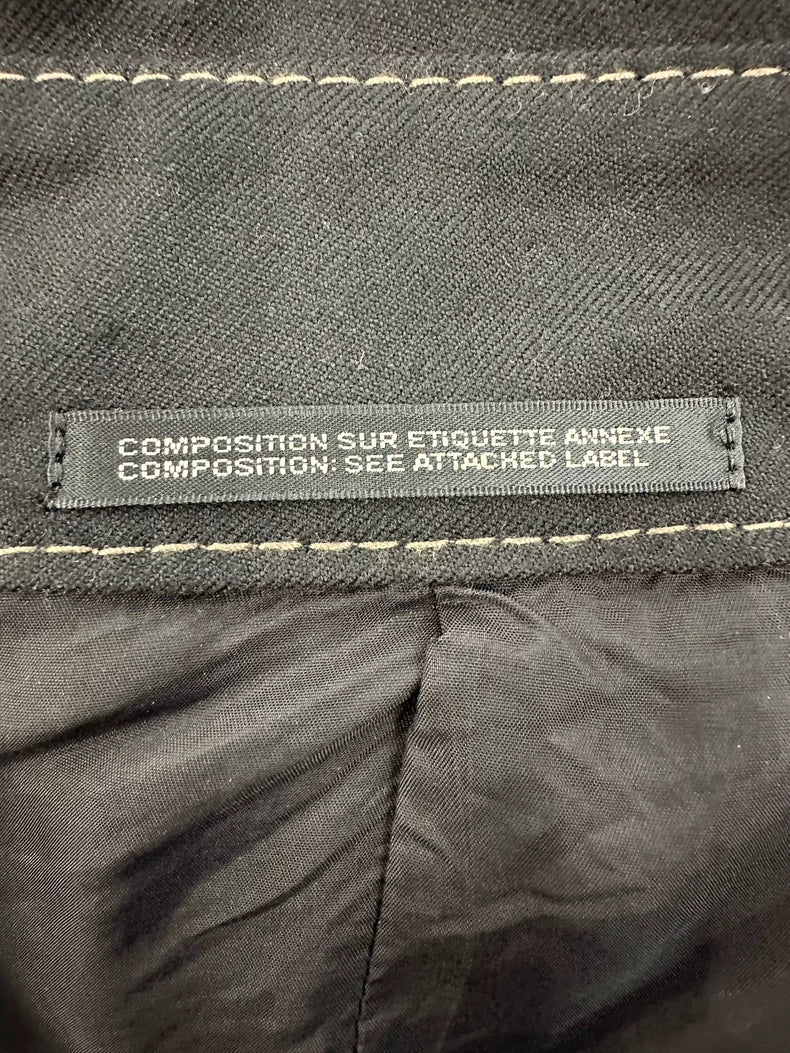 COMPOSITION SUR ETIQUETTE ANNEXE
COMPOSITION: SEE ATTACHED LABEL